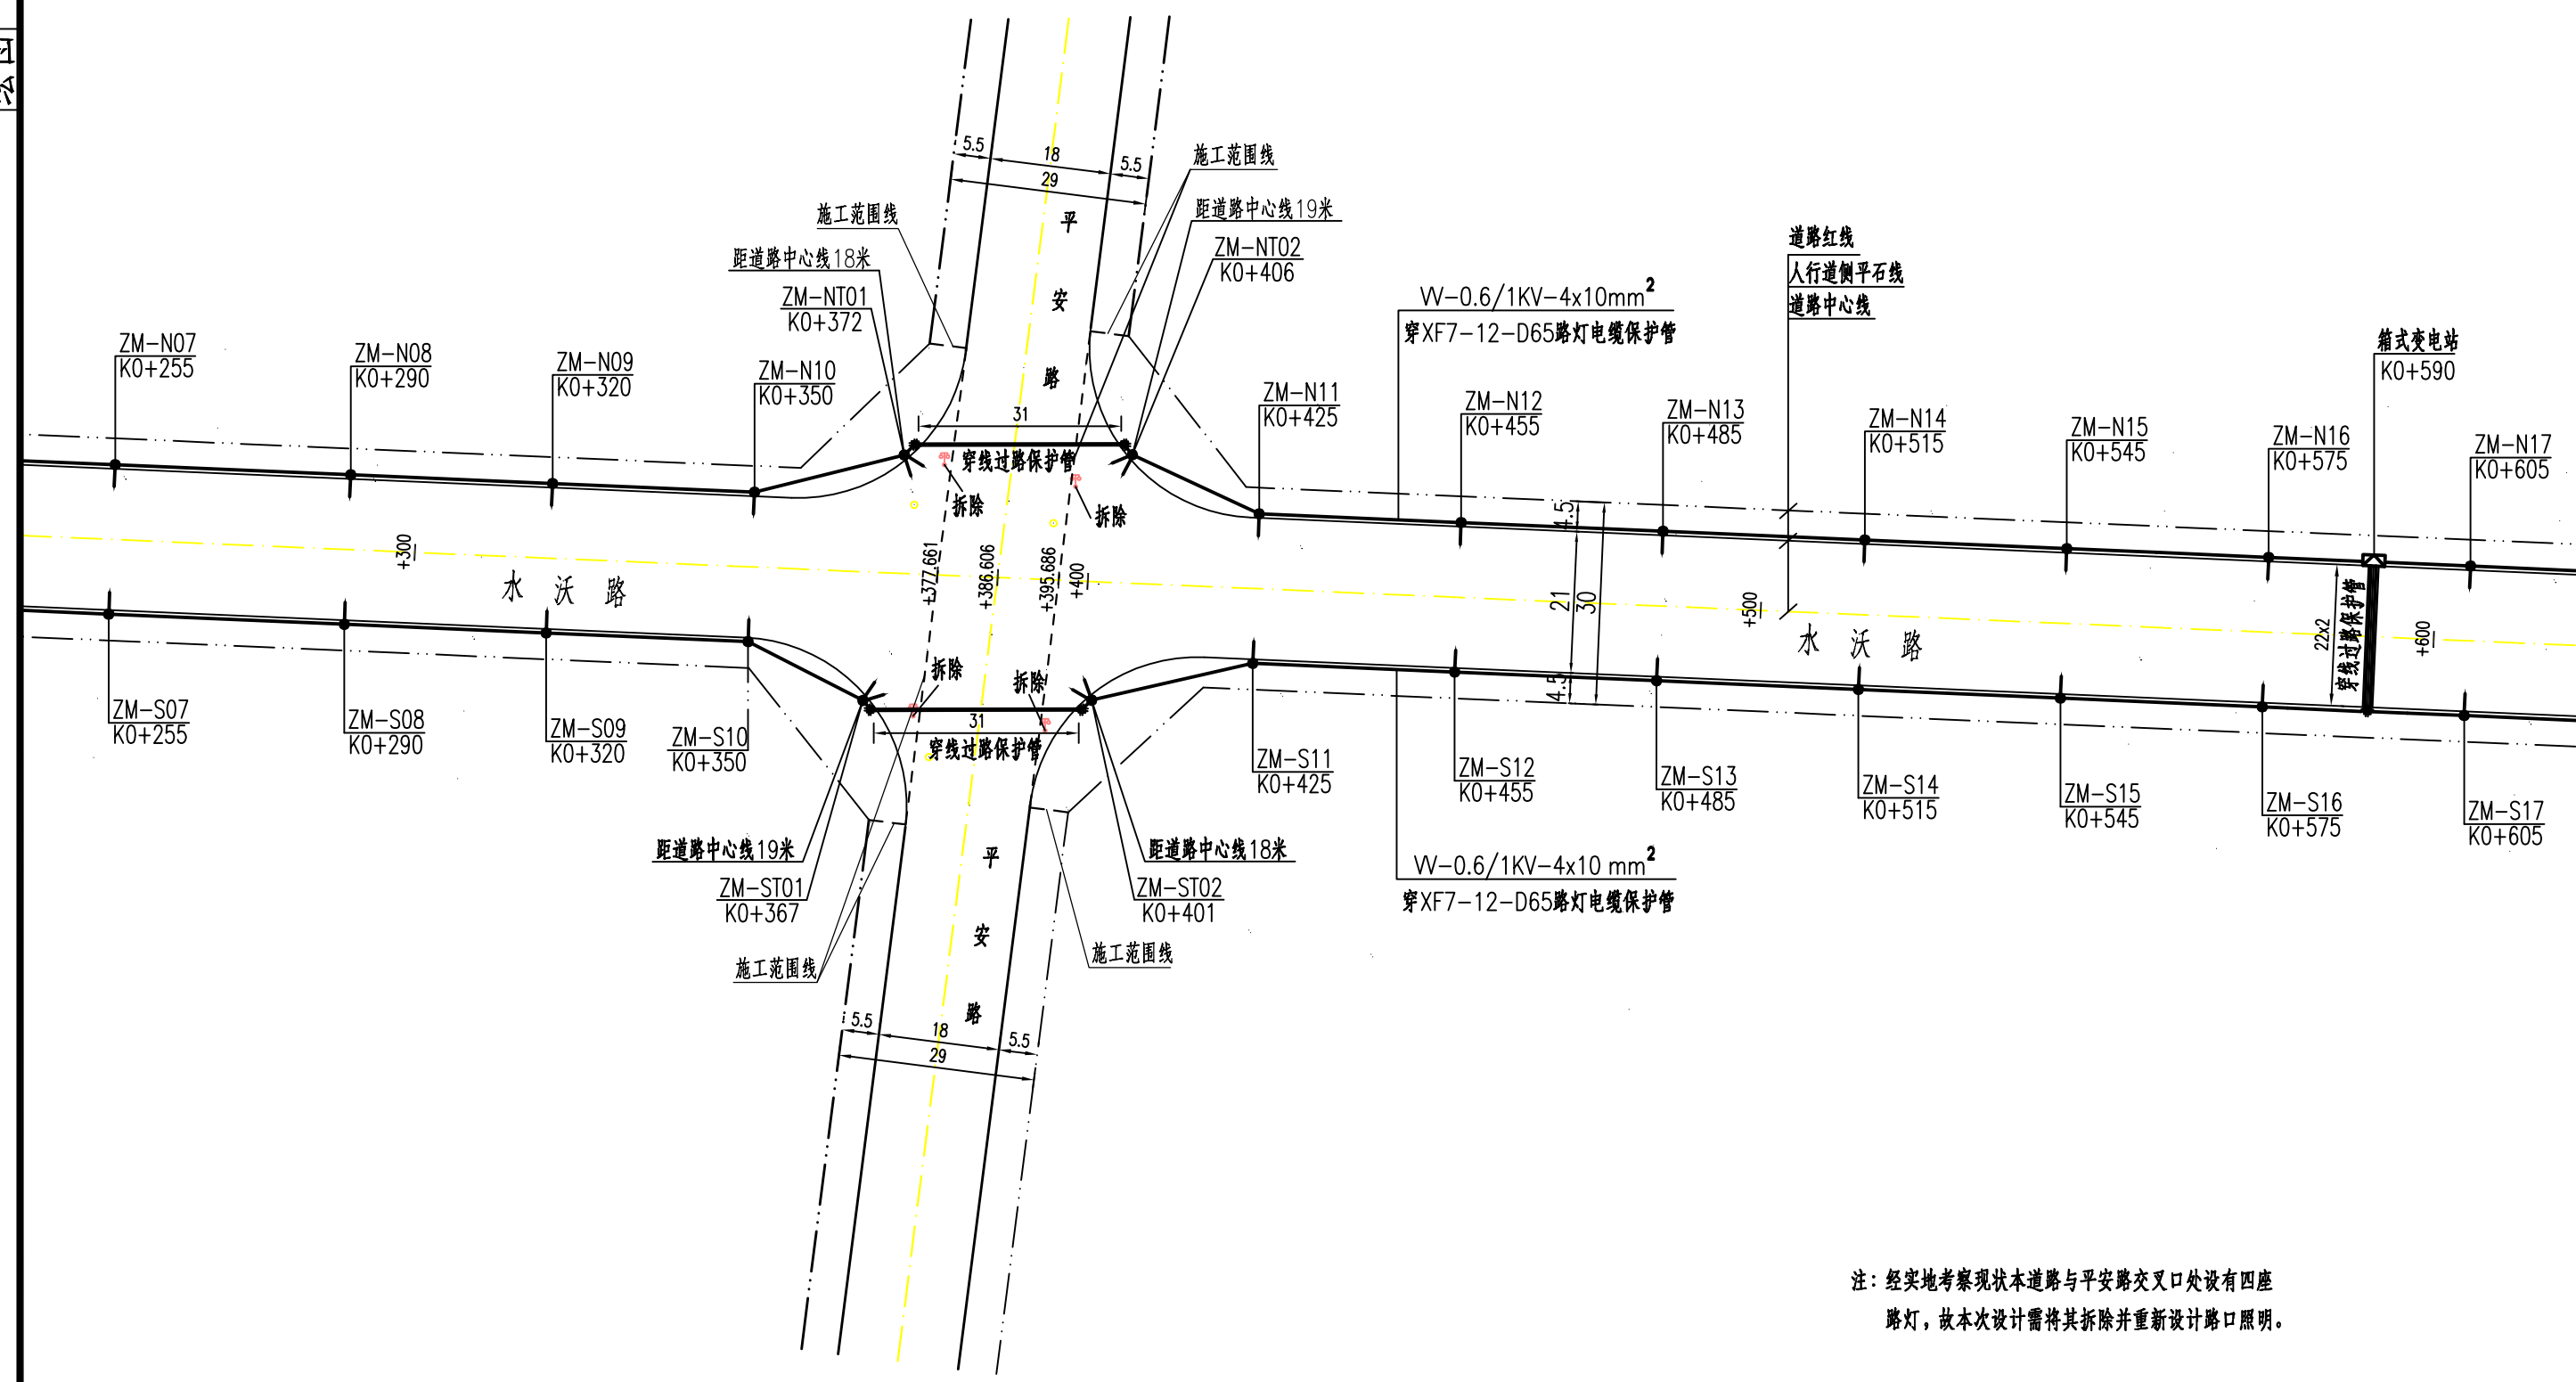 5.5
18
5.5
29
施工范围线
平
安
路
施工范围线
距道路中心线19米
ZM-NT02
K0+406
距道路中心线18米
ZM-NT01
K0+372
道路红线
人行道侧平石线
道路中心线
VV-0.6/1KV-4x10mm²
穿XF7-12-D65路灯电缆保护管
箱式变电站
K0+590
ZM-N07
K0+255
ZM-N08
K0+290
ZM-N09
K0+320
ZM-N10
K0+350
ZM-N11
K0+425
ZM-N12
K0+455
ZM-N13
K0+485
ZM-N14
K0+515
ZM-N15
K0+545
ZM-N16
K0+575
ZM-N17
K0+605
31
穿线过路保护管
拆除
拆除
4.5
21
30
4.5
+300
水沃路
+377.661
+386.606
+395.686
+400
+500
水沃路
22x2
穿线过路保护管
+600
拆除
拆除
31
穿线过路保护管
ZM-S07
K0+255
ZM-S08
K0+290
ZM-S09
K0+320
ZM-S10
K0+350
ZM-S11
K0+425
ZM-S12
K0+455
ZM-S13
K0+485
ZM-S14
K0+515
ZM-S15
K0+545
ZM-S16
K0+575
ZM-S17
K0+605
距道路中心线19米
ZM-ST01
K0+367
距道路中心线18米
ZM-ST02
K0+401
VV-0.6/1KV-4x10 mm²
穿XF7-12-D65路灯电缆保护管
平
安
路
施工范围线
施工范围线
5.5
18
5.5
29
注：经实地考察现状本道路与平安路交叉口处设有四座
路灯，故本次设计需将其拆除并重新设计路口照明。